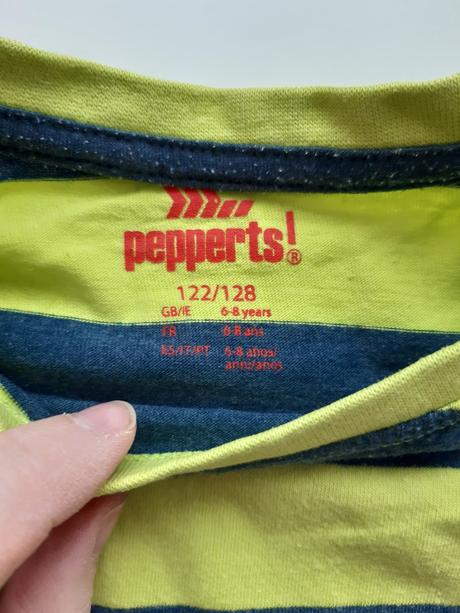 pepperts!®
122/128
GB/IE 6-8 years
FR 6-8 ans
ES/IT/PT 6-8 años/
anni/anos